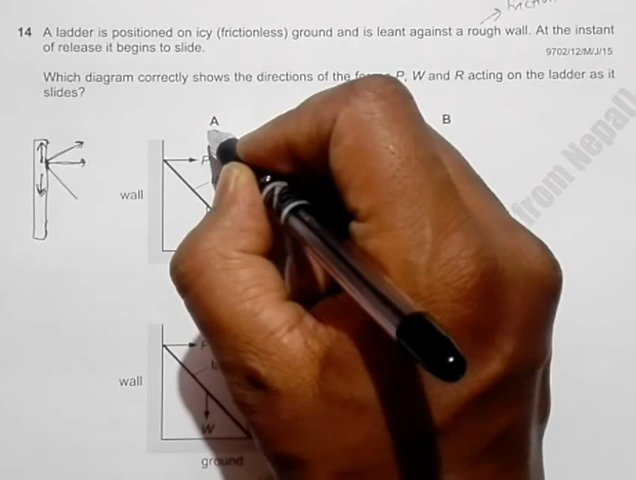 14 A ladder is positioned on icy (frictionless) ground and is leant against a rough wall. At the instant
of release it begins to slide.
9702/12/M/J/15
Which diagram correctly shows the directions of the P, W and R acting on the ladder as it
slides?
A
B
P
wall
from Nepal)
wall
W
ground